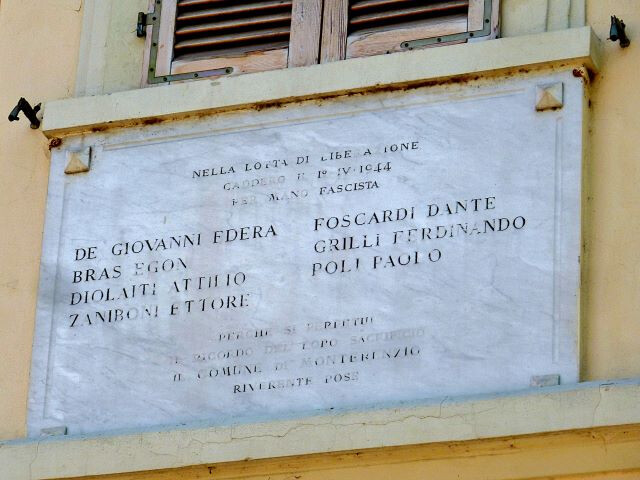 NELLA LOTTA DI LIBERAZIONE
CADDERO IL 1º IV·1944
PER MANO FASCISTA
DE GIOVANNI EDERA
BRAS EGON
DIOLAITI ATTILIO
ZANIBONI ETTORE
FOSCARDI DANTE
GRILLI FERDINANDO
POLI PAOLO
PERCHÈ SI PERPETUI
IL RICORDO DEL LORO SACRIFICIO
IL COMUNE DI MONTERENZIO
RIVERENTE POSE